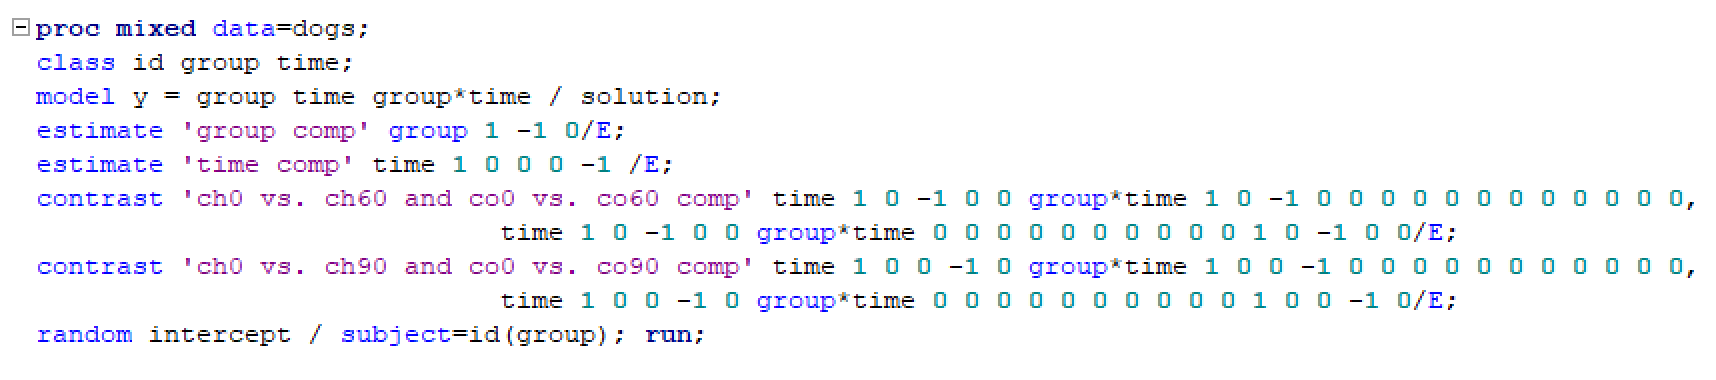 proc mixed data=dogs;
class id group time;
model y = group time group*time / solution;
estimate 'group comp' group 1 -1 0/E;
estimate 'time comp' time 1 0 0 0 -1 /E;
contrast 'ch0 vs. ch60 and co0 vs. co60 comp' time 1 0 -1 0 0 group*time 1 0 -1 0 0 0 0 0 0 0 0 0 0 0 0,
time 1 0 -1 0 0 group*time 0 0 0 0 0 0 0 0 0 0 1 0 -1 0 0/E;
contrast 'ch0 vs. ch90 and co0 vs. co90 comp' time 1 0 0 -1 0 group*time 1 0 0 -1 0 0 0 0 0 0 0 0 0 0 0,
time 1 0 0 -1 0 group*time 0 0 0 0 0 0 0 0 0 0 1 0 0 -1 0/E;
random intercept / subject=id(group); run;